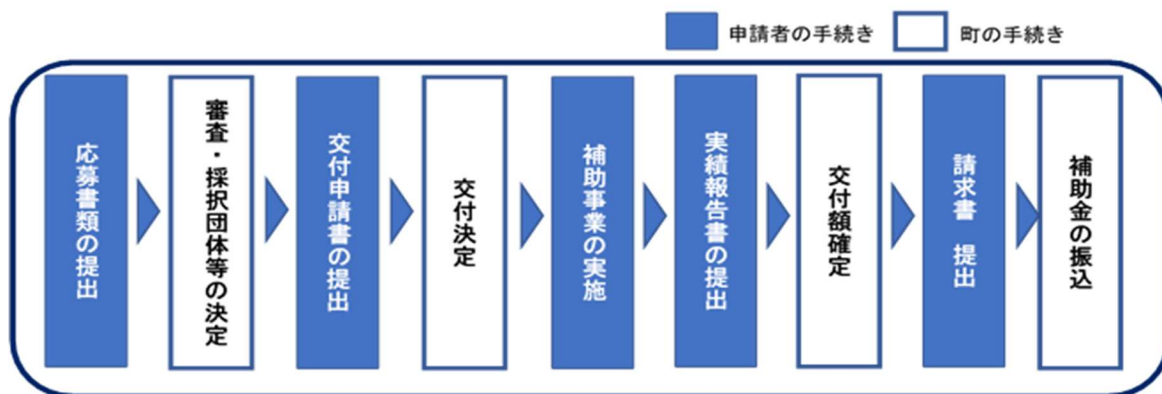 申請者の手続き
町の手続き
応募書類の提出
審査・採択団体等の決定
交付申請書の提出
交付決定
補助事業の実施
実績報告書の提出
交付額確定
請求書　提出
補助金の振込